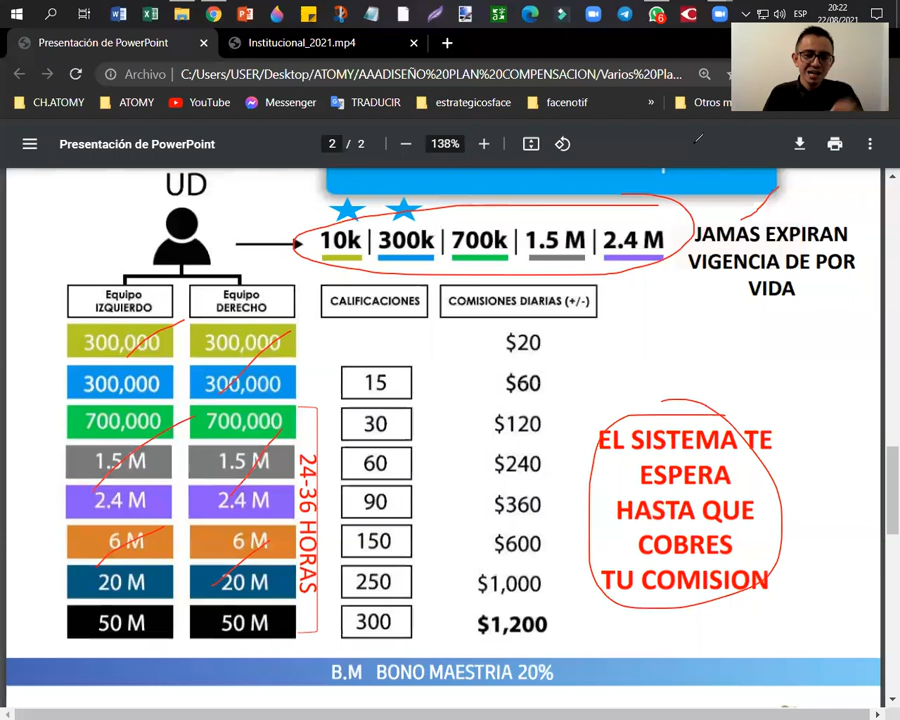 20:22
ESP
22/08/2021
6
Presentación de PowerPoint
Institucional_2021.mp4
Archivo
C:/Users/USER/Desktop/ATOMY/AAADISEÑO%20PLAN%20COMPENSACION/Varios%20Pla...
CH.ATOMY
ATOMY
YouTube
Messenger
TRADUCIR
estrategicosface
facenotif
»
Otros m
Presentación de PowerPoint
2 / 2
138%
UD
10k | 300k | 700k | 1.5 M | 2.4 M
JAMAS EXPIRAN
VIGENCIA DE POR
VIDA
Equipo
IZQUIERDO
Equipo
DERECHO
CALIFICACIONES
COMISIONES DIARIAS (+/-)
300,000 300,000 $20
300,000 300,000 15 $60
700,000 700,000 30 $120
1.5 M 1.5 M 60 $240
2.4 M 2.4 M 90 $360
6 M 6 M 150 $600
20 M 20 M 250 $1,000
50 M 50 M 300 $1,200
24-36 HORAS
EL SISTEMA TE
ESPERA
HASTA QUE
COBRES
TU COMISION
B.M BONO MAESTRIA 20%